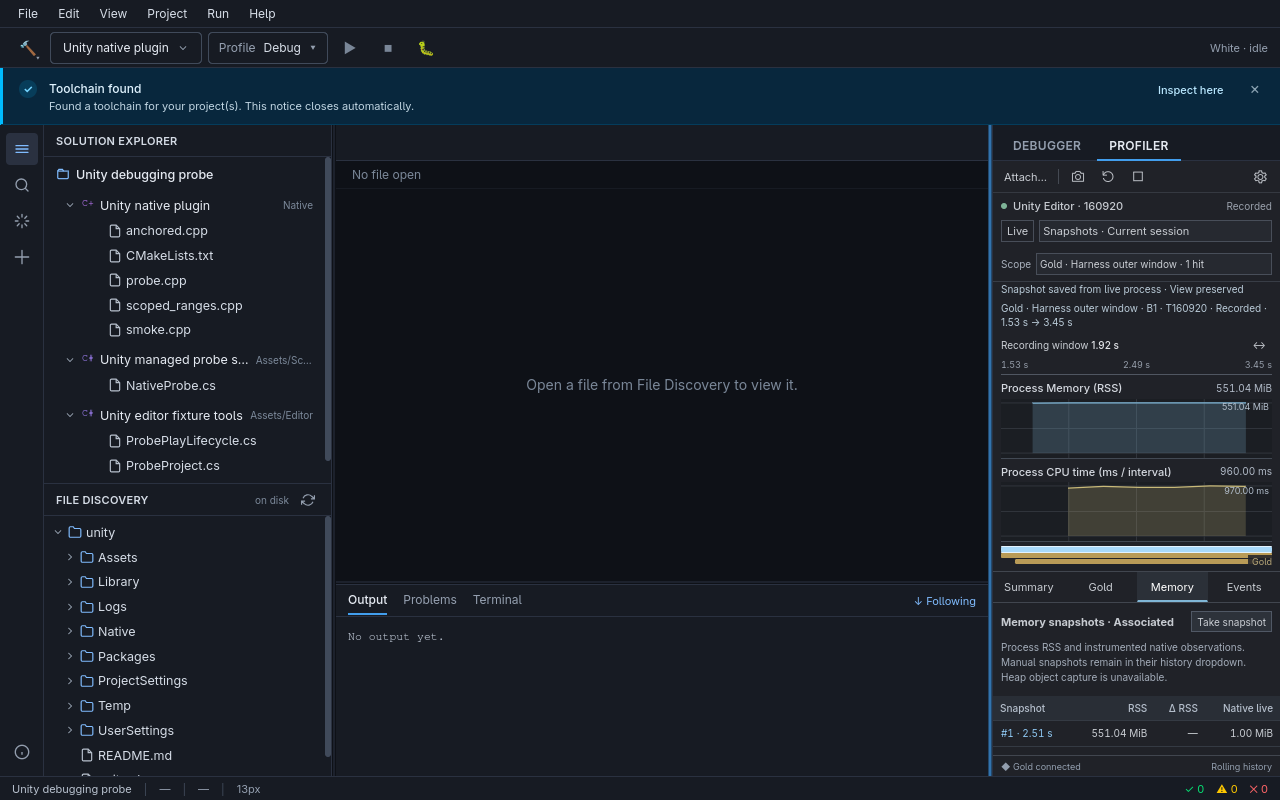 File Edit View Project Run Help
Unity native plugin
Profile Debug
White · idle
Toolchain found
Found a toolchain for your project(s). This notice closes automatically.
Inspect here
SOLUTION EXPLORER
Unity debugging probe
Unity native plugin Native
anchored.cpp
CMakeLists.txt
probe.cpp
scoped_ranges.cpp
smoke.cpp
Unity managed probe s... Assets/Sc...
NativeProbe.cs
Unity editor fixture tools Assets/Editor
ProbePlayLifecycle.cs
ProbeProject.cs
FILE DISCOVERY on disk
unity
Assets
Library
Logs
Native
Packages
ProjectSettings
Temp
UserSettings
README.md
No file open
Open a file from File Discovery to view it.
Output Problems Terminal
↓ Following
No output yet.
DEBUGGER PROFILER
Attach...
Unity Editor · 160920 Recorded
Live Snapshots · Current session
Scope Gold · Harness outer window · 1 hit
Snapshot saved from live process · View preserved
Gold · Harness outer window · B1 · T160920 · Recorded ·
1.53 s → 3.45 s
Recording window 1.92 s ↔
1.53 s 2.49 s 3.45 s
Process Memory (RSS) 551.04 MiB
551.04 MiB
Process CPU time (ms / interval) 960.00 ms
970.00 ms
Gold
Summary Gold Memory Events
Memory snapshots · Associated Take snapshot
Process RSS and instrumented native observations.
Manual snapshots remain in their history dropdown.
Heap object capture is unavailable.
Snapshot RSS Δ RSS Native live
#1 · 2.51 s 551.04 MiB — 1.00 MiB
◆ Gold connected Rolling history
Unity debugging probe — — 13px
✓ 0 ⚠ 0 ✕ 0